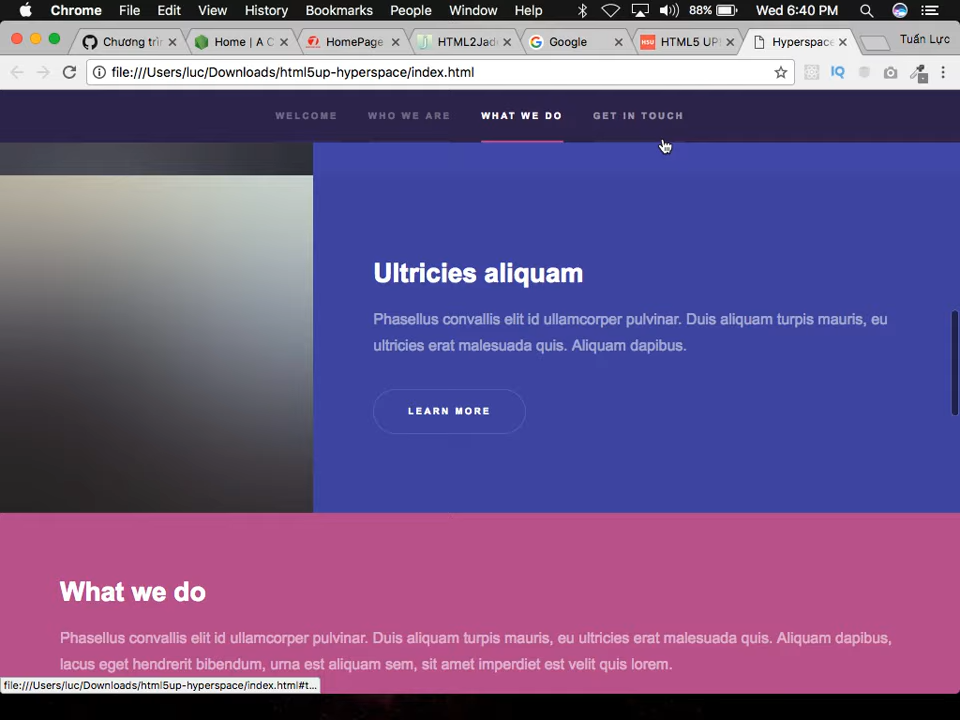 Chrome File Edit View History Bookmarks People Window Help 88% Wed 6:40 PM
Chương trìn Home | A C HomePage HTML2Jade Google HTML5 UP! Hyperspace Tuấn Lực
file:///Users/luc/Downloads/html5up-hyperspace/index.html IQ
WELCOME WHO WE ARE WHAT WE DO GET IN TOUCH
Ultricies aliquam
Phasellus convallis elit id ullamcorper pulvinar. Duis aliquam turpis mauris, eu
ultricies erat malesuada quis. Aliquam dapibus.
LEARN MORE
What we do
Phasellus convallis elit id ullamcorper pulvinar. Duis aliquam turpis mauris, eu ultricies erat malesuada quis. Aliquam dapibus,
lacus eget hendrerit bibendum, urna est aliquam sem, sit amet imperdiet est velit quis lorem.
file:///Users/luc/Downloads/html5up-hyperspace/index.html#t...